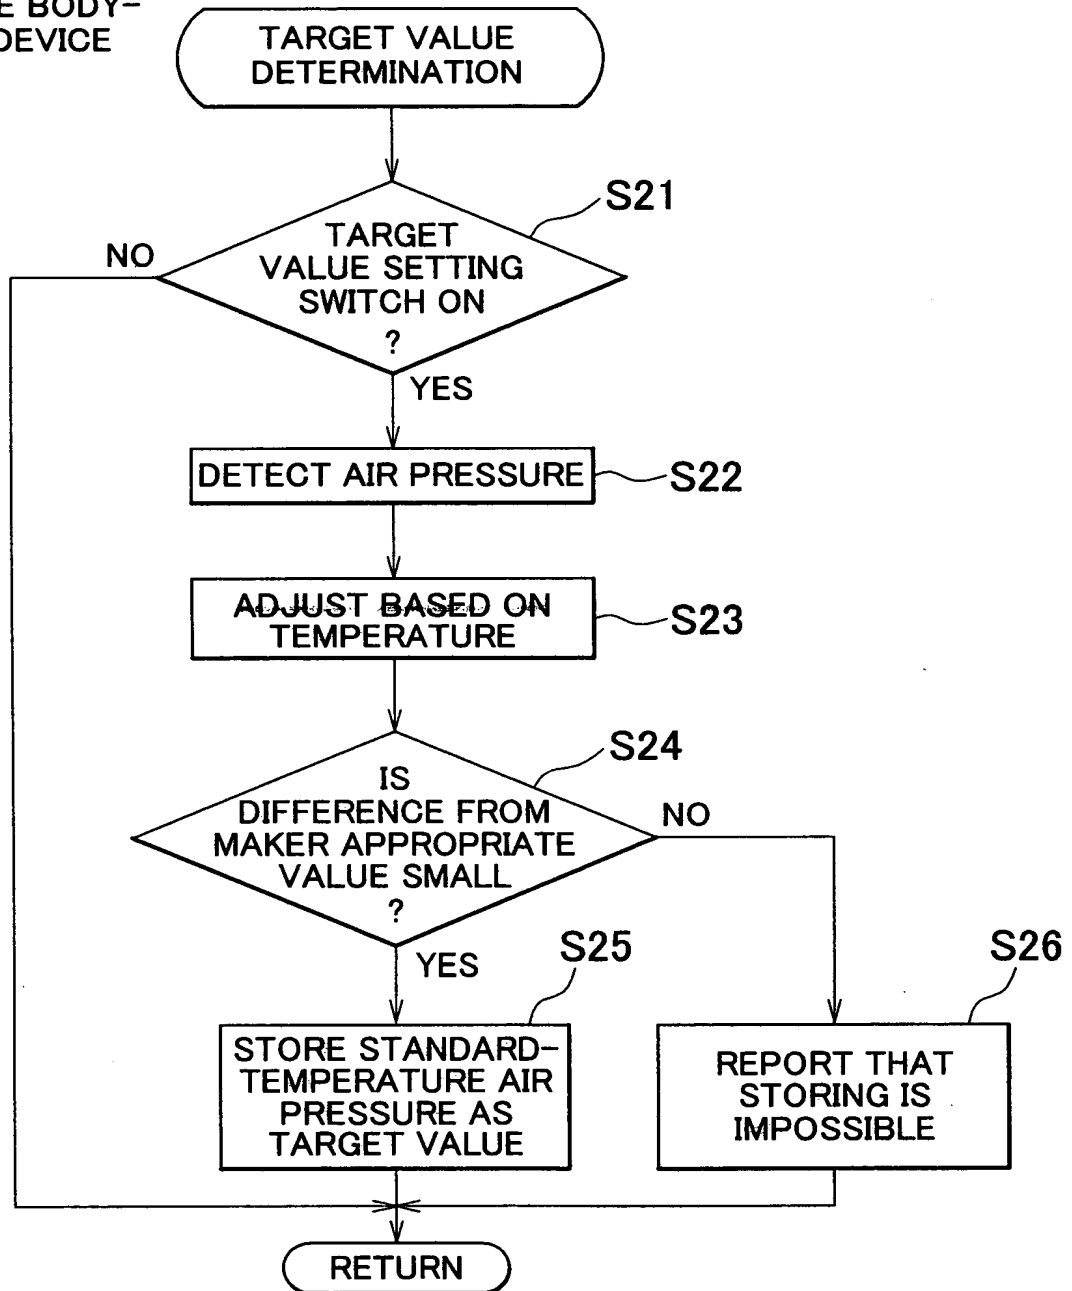 E BODY-
DEVICE
TARGET VALUE
DETERMINATION
S21
TARGET
VALUE SETTING
SWITCH ON
?
NO
YES
DETECT AIR PRESSURE
S22
ADJUST BASED ON
TEMPERATURE
S23
S24
IS
DIFFERENCE FROM
MAKER APPROPRIATE
VALUE SMALL
?
NO
YES
S25
S26
STORE STANDARD-
TEMPERATURE AIR
PRESSURE AS
TARGET VALUE
REPORT THAT
STORING IS
IMPOSSIBLE
RETURN